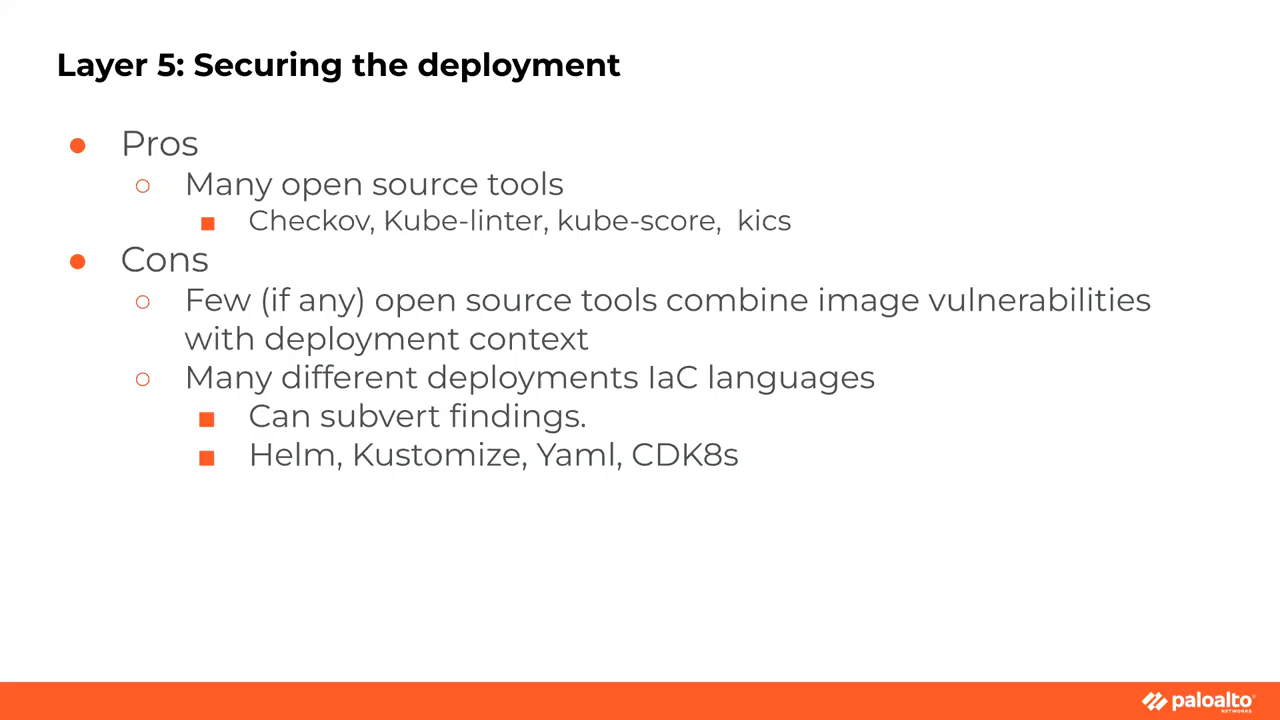 Layer 5: Securing the deployment
Pros
Many open source tools
Checkov, Kube-linter, kube-score,  kics
Cons
Few (if any) open source tools combine image vulnerabilities
with deployment context
Many different deployments IaC languages
Can subvert findings.
Helm, Kustomize, Yaml, CDK8s
paloalto
NETWORKS